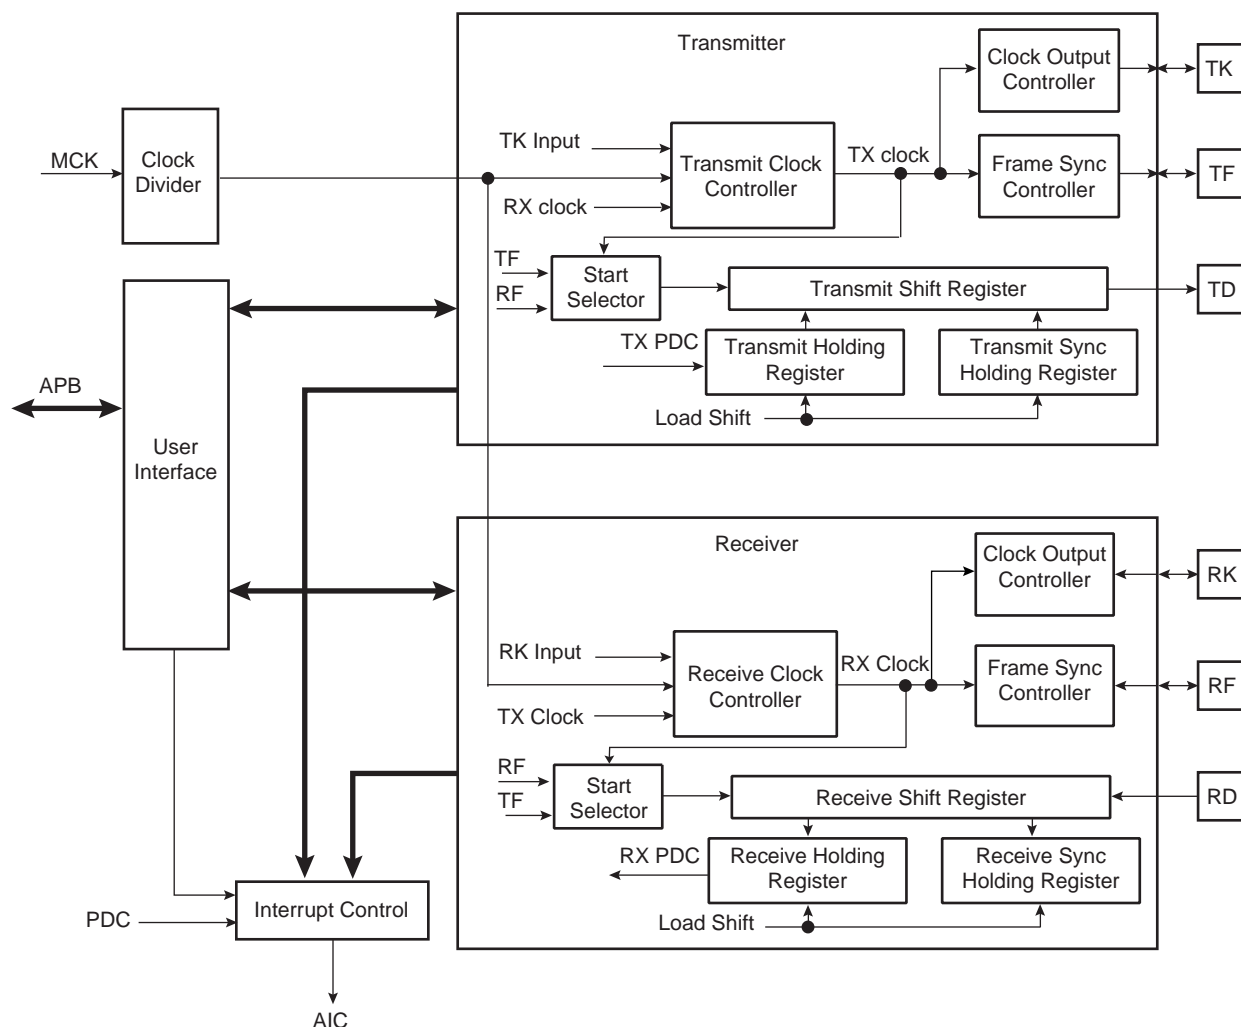 Transmitter
Clock Output
Controller
TK
MCK
Clock
Divider
TK Input
Transmit Clock
Controller
TX clock
Frame Sync
Controller
TF
RX clock
TF
RF
Start
Selector
Transmit Shift Register
TD
TX PDC
Transmit Holding
Register
Transmit Sync
Holding Register
Load Shift
APB
User
Interface
Receiver
Clock Output
Controller
RK
RK Input
Receive Clock
Controller
RX Clock
Frame Sync
Controller
RF
TX Clock
RF
TF
Start
Selector
Receive Shift Register
RD
RX PDC
Receive Holding
Register
Receive Sync
Holding Register
Load Shift
PDC
Interrupt Control
AIC